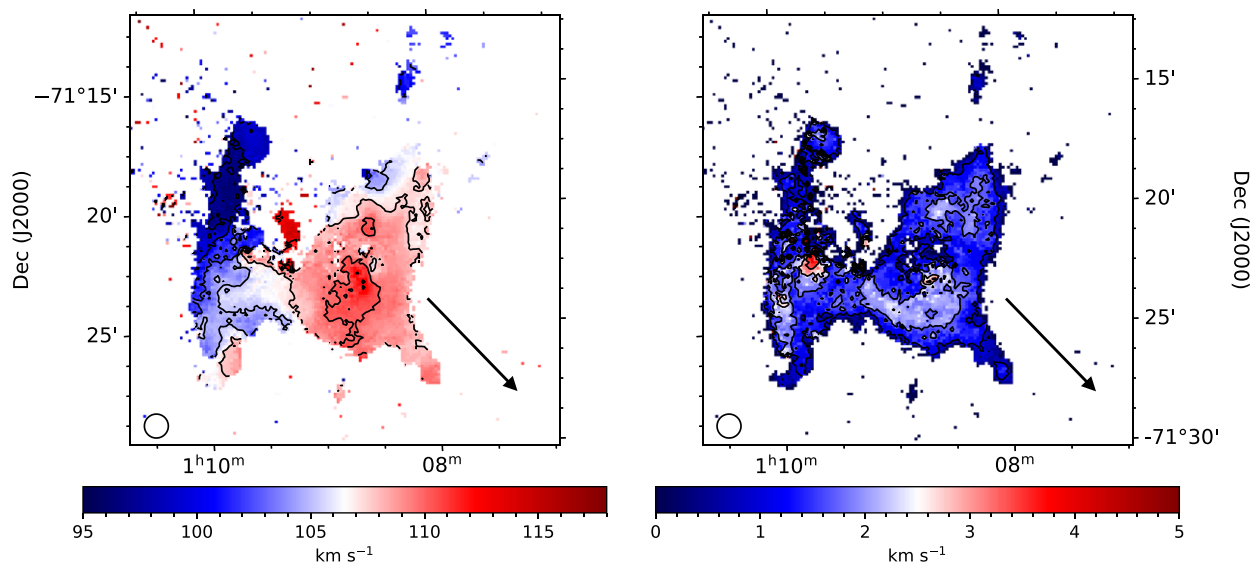 Dec (J2000)
−71°15'
20'
25'
1ʰ10ᵐ
08ᵐ
95
100
105
110
115
km s⁻¹
15'
20'
25'
-71°30'
Dec (J2000)
1ʰ10ᵐ
08ᵐ
0
1
2
3
4
5
km s⁻¹